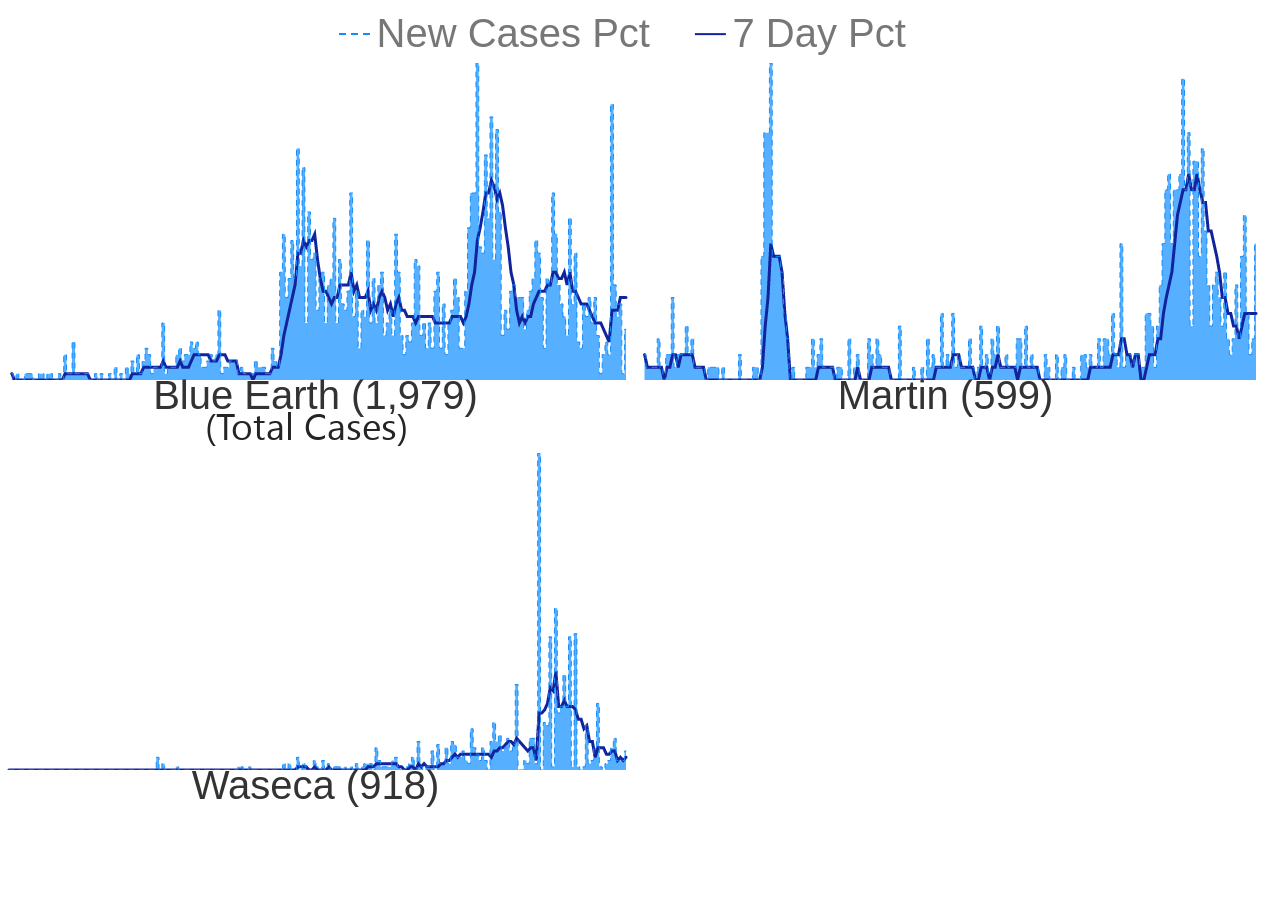 New Cases Pct 7 Day Pct
Blue Earth (1,979) Martin (599)
(Total Cases)
Waseca (918)